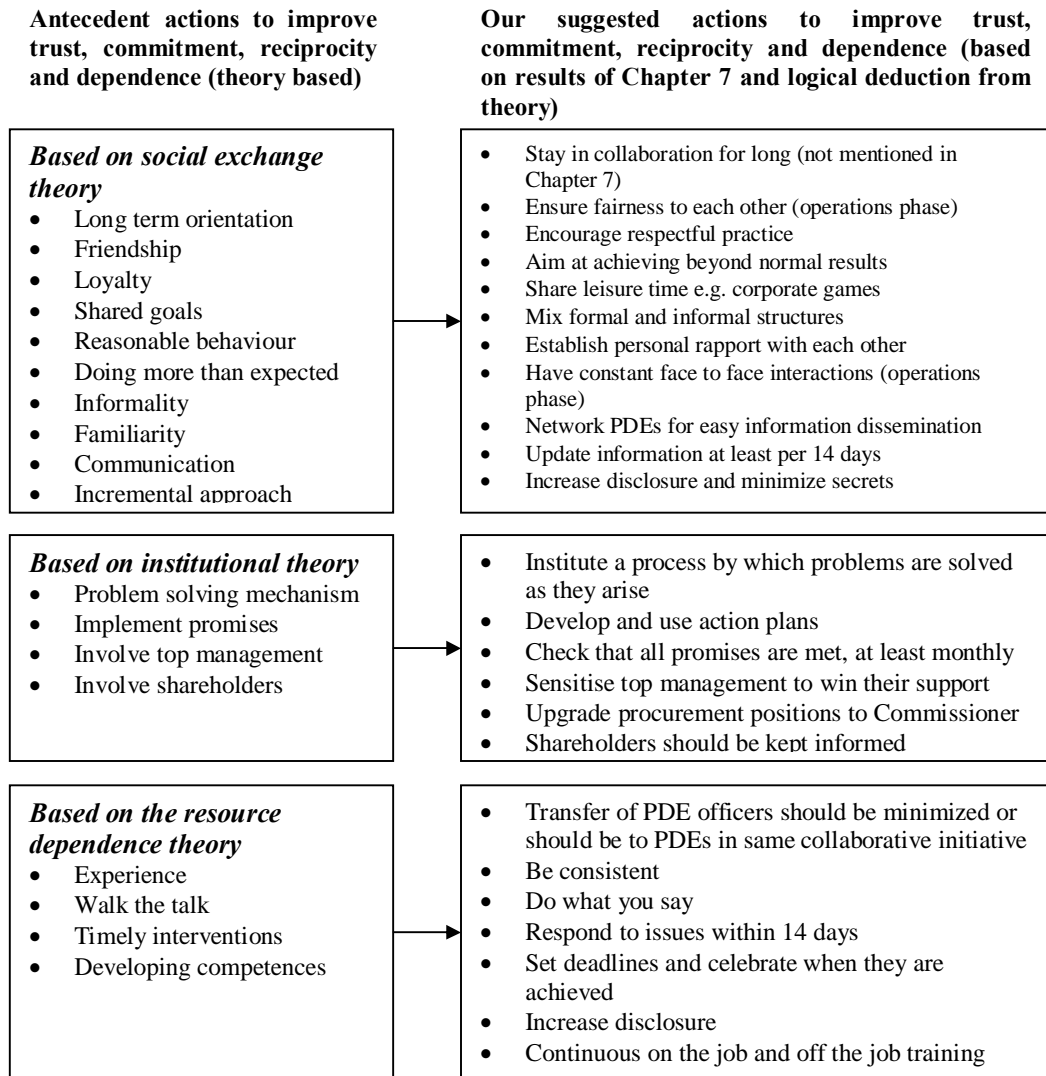 Antecedent actions to improve
trust, commitment, reciprocity
and dependence (theory based)
Our suggested actions to improve trust,
commitment, reciprocity and dependence (based
on results of Chapter 7 and logical deduction from
theory)
Based on social exchange
theory
• Long term orientation
• Friendship
• Loyalty
• Shared goals
• Reasonable behaviour
• Doing more than expected
• Informality
• Familiarity
• Communication
• Incremental approach
• Stay in collaboration for long (not mentioned in
Chapter 7)
• Ensure fairness to each other (operations phase)
• Encourage respectful practice
• Aim at achieving beyond normal results
• Share leisure time e.g. corporate games
• Mix formal and informal structures
• Establish personal rapport with each other
• Have constant face to face interactions (operations
phase)
• Network PDEs for easy information dissemination
• Update information at least per 14 days
• Increase disclosure and minimize secrets
Based on institutional theory
• Problem solving mechanism
• Implement promises
• Involve top management
• Involve shareholders
• Institute a process by which problems are solved
as they arise
• Develop and use action plans
• Check that all promises are met, at least monthly
• Sensitise top management to win their support
• Upgrade procurement positions to Commissioner
• Shareholders should be kept informed
Based on the resource
dependence theory
• Experience
• Walk the talk
• Timely interventions
• Developing competences
• Transfer of PDE officers should be minimized or
should be to PDEs in same collaborative initiative
• Be consistent
• Do what you say
• Respond to issues within 14 days
• Set deadlines and celebrate when they are
achieved
• Increase disclosure
• Continuous on the job and off the job training